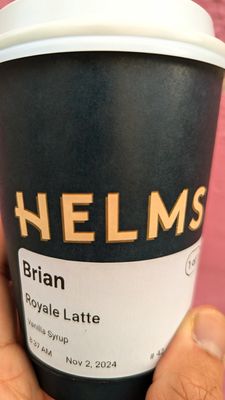 HELMS
Brian
Royale Latte
Vanilla Syrup
8:37 AM Nov 2, 2024